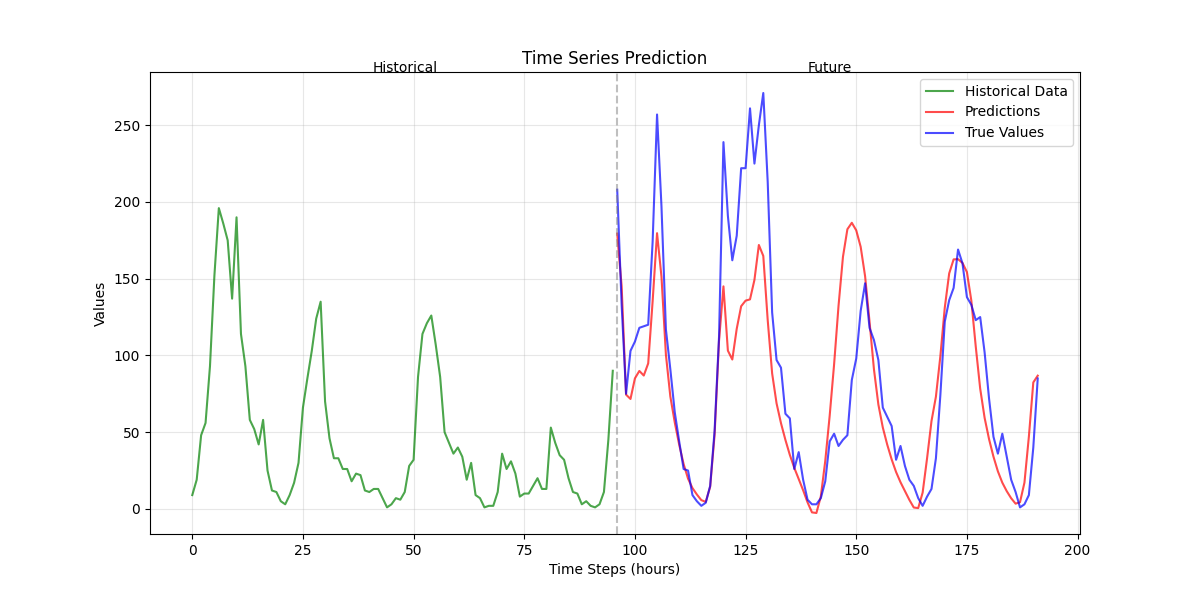 Time Series Prediction
Historical
Future
Historical Data
Predictions
True Values
Values
250
200
150
100
50
0
0 25 50 75 100 125 150 175 200
Time Steps (hours)